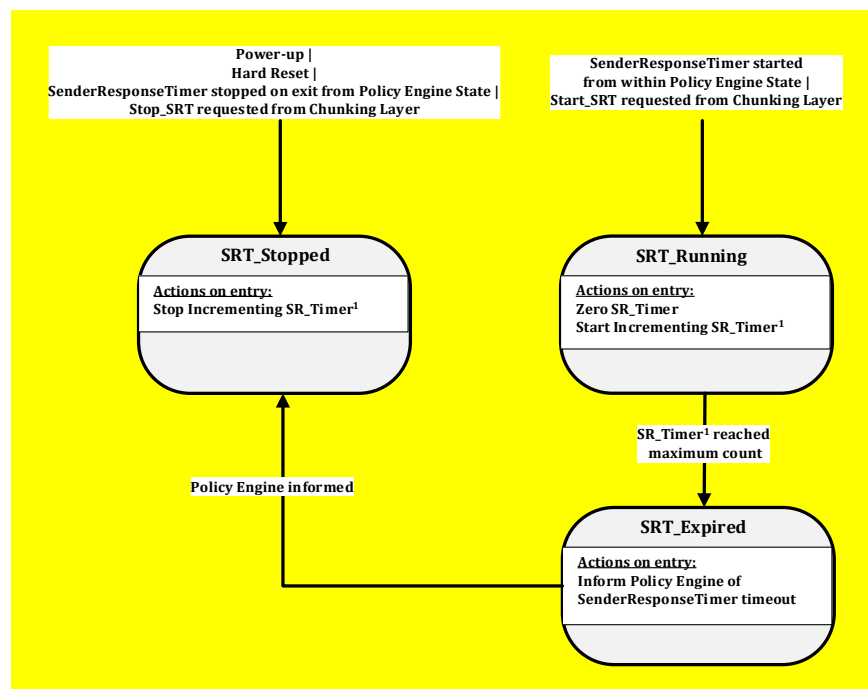 Power-up |
Hard Reset |
SenderResponseTimer stopped on exit from Policy Engine State |
Stop_SRT requested from Chunking Layer
SenderResponseTimer started
from within Policy Engine State |
Start_SRT requested from Chunking Layer
SRT_Stopped
Actions on entry:
Stop Incrementing SR_Timer¹
SRT_Running
Actions on entry:
Zero SR_Timer
Start Incrementing SR_Timer¹
SR_Timer¹ reached
maximum count
Policy Engine informed
SRT_Expired
Actions on entry:
Inform Policy Engine of
SenderResponseTimer timeout